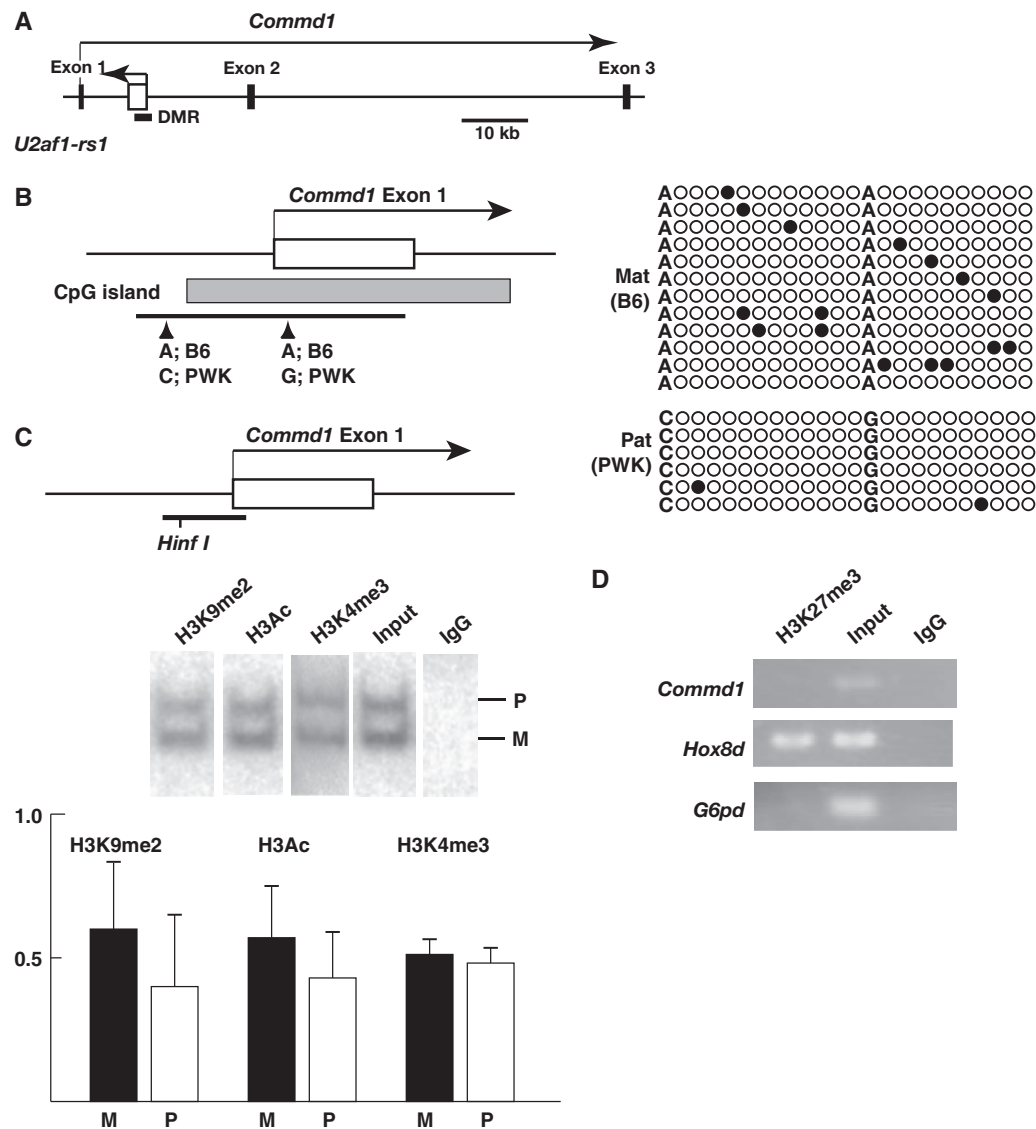 A
Commd1
Exon 1
Exon 2
Exon 3
DMR
10 kb
U2af1-rs1
B
Commd1 Exon 1
CpG island
A; B6
C; PWK
A; B6
G; PWK
Mat
(B6)
A A
A A
A A
A A
A A
A A
A A
A A
A A
A A
A A
A A
Pat
(PWK)
C G
C G
C G
C G
C G
C G
C
Commd1 Exon 1
Hinf I
H3K9me2
H3Ac
H3K4me3
Input
IgG
P
M
1.0
0.5
H3K9me2
H3Ac
H3K4me3
M P M P M P
D
H3K27me3
Input
IgG
Commd1
Hox8d
G6pd